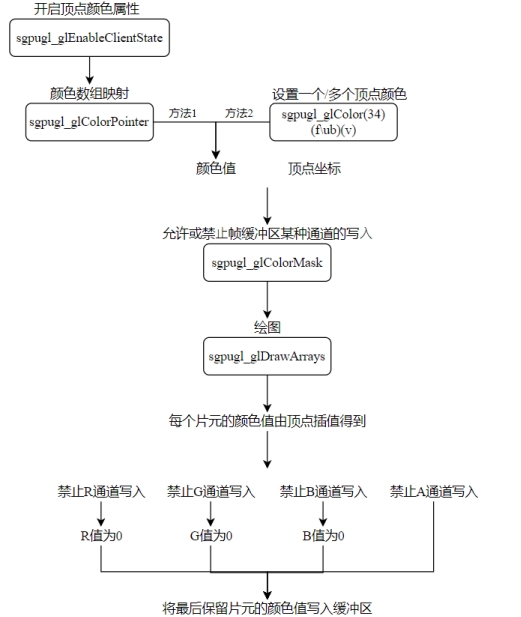 开启顶点颜色属性
sgpugl_glEnableClientState
颜色数组映射
设置一个/多个顶点颜色
sgpugl_glColorPointer
方法1
方法2
sgpugl_glColor(34)
(f\ub)(v)
颜色值
顶点坐标
允许或禁止帧缓冲区某种通道的写入
sgpugl_glColorMask
绘图
sgpugl_glDrawArrays
每个片元的颜色值由顶点插值得到
禁止R通道写入
禁止G通道写入
禁止B通道写入
禁止A通道写入
R值为0
G值为0
B值为0
将最后保留片元的颜色值写入缓冲区